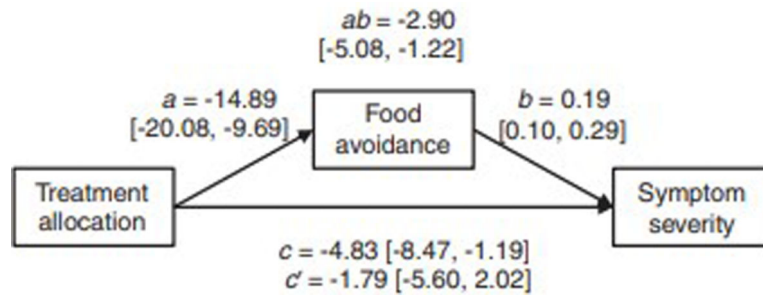 ab = -2.90
[-5.08, -1.22]
a = -14.89
[-20.08, -9.69]
Food
avoidance
b = 0.19
[0.10, 0.29]
Treatment
allocation
Symptom
severity
c = -4.83 [-8.47, -1.19]
c' = -1.79 [-5.60, 2.02]